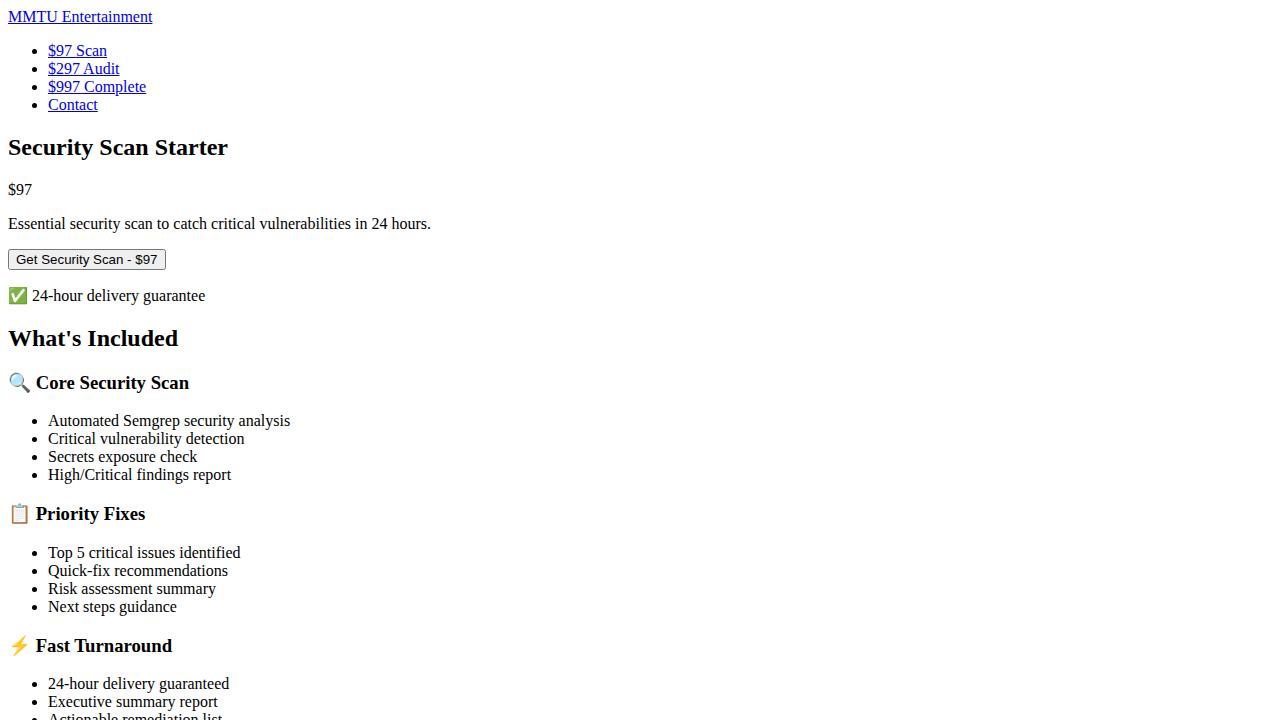 MMTU Entertainment
$97 Scan
$297 Audit
$997 Complete
Contact
Security Scan Starter
$97
Essential security scan to catch critical vulnerabilities in 24 hours.
Get Security Scan - $97
✅ 24-hour delivery guarantee
What's Included
🔍 Core Security Scan
Automated Semgrep security analysis
Critical vulnerability detection
Secrets exposure check
High/Critical findings report
📋 Priority Fixes
Top 5 critical issues identified
Quick-fix recommendations
Risk assessment summary
Next steps guidance
⚡ Fast Turnaround
24-hour delivery guaranteed
Executive summary report
Actionable remediation list